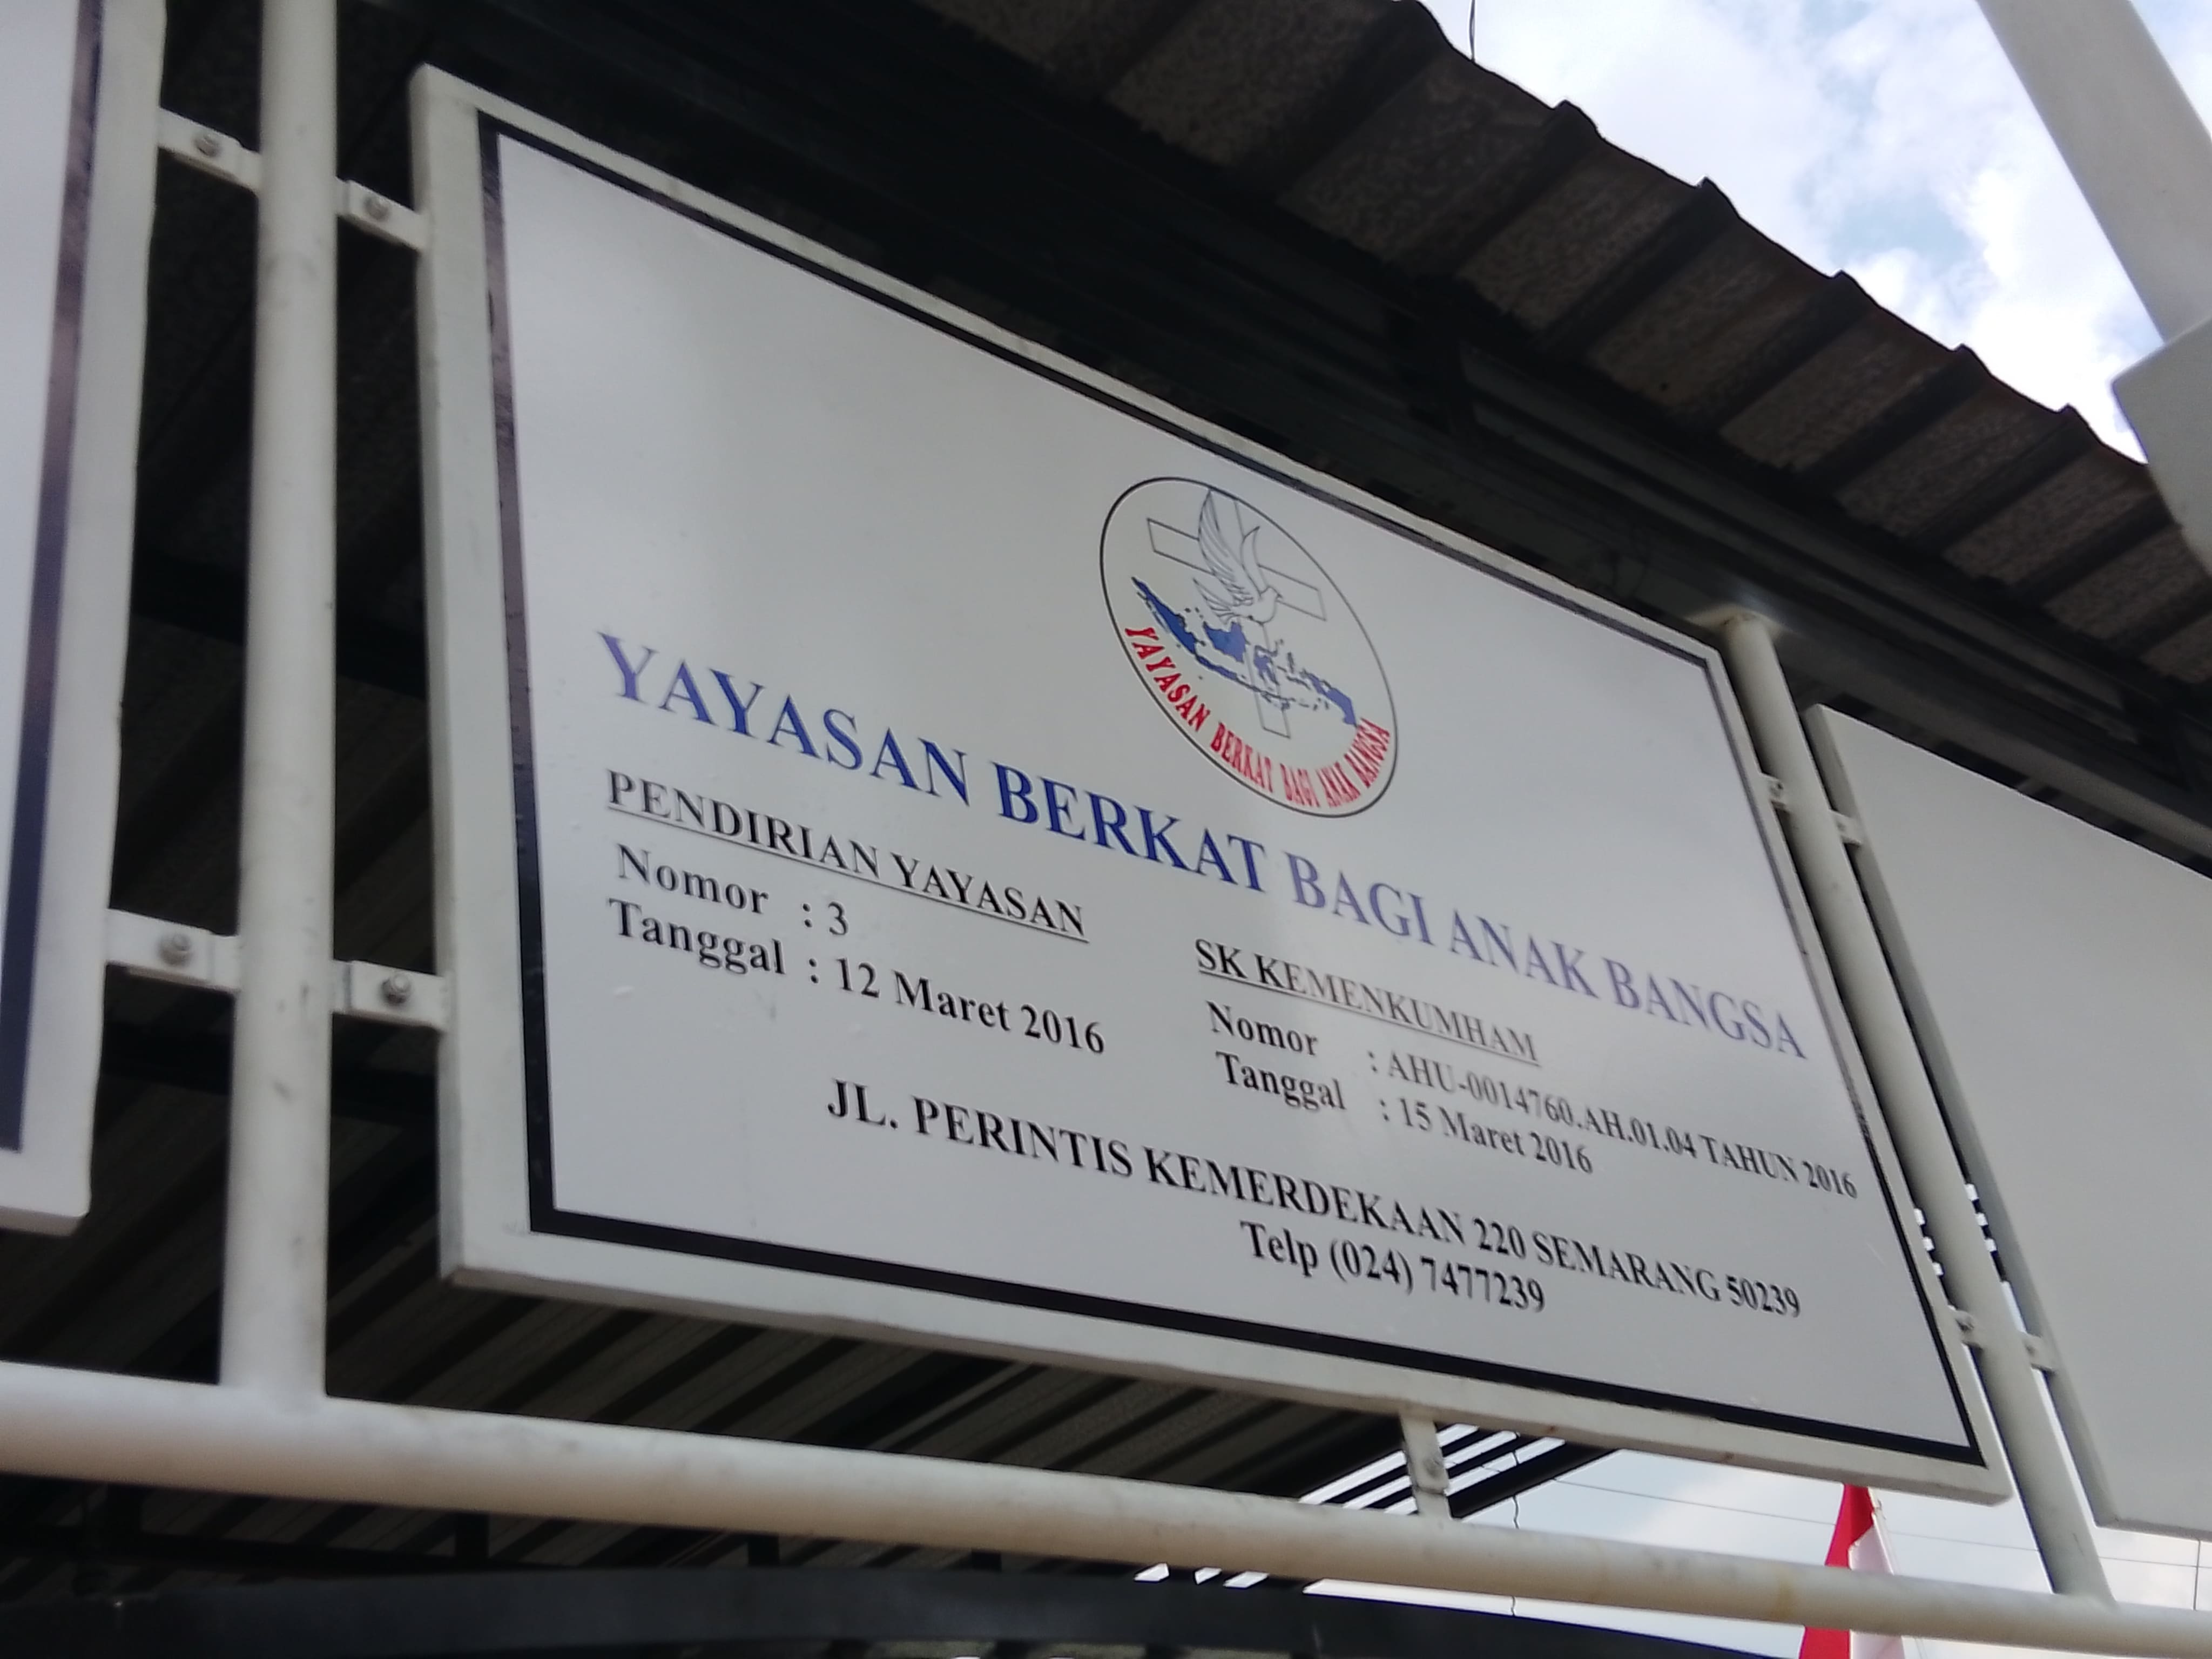 YAYASAN BERKAT BAGI ANAK BANGSA
YAYASAN BERKAT BAGI ANAK BANGSA
PENDIRIAN YAYASAN
Nomor : 3
Tanggal : 12 Maret 2016
SK KEMENKUMHAM
Nomor : AHU-0014760.AH.01.04 TAHUN 2016
Tanggal : 15 Maret 2016
JL. PERINTIS KEMERDEKAAN 220 SEMARANG 50239
Telp (024) 7477239